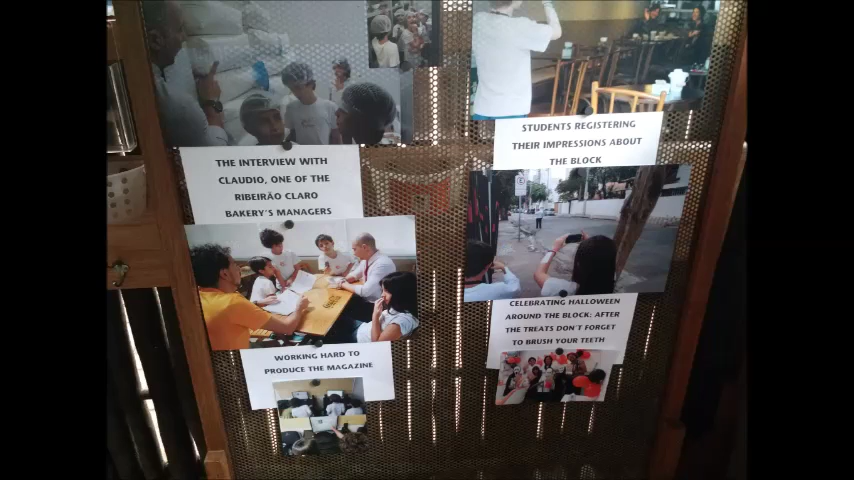 THE INTERVIEW WITH
CLAUDIO, ONE OF THE
RIBEIRÃO CLARO
BAKERY'S MANAGERS
WORKING HARD TO
PRODUCE THE MAGAZINE
STUDENTS REGISTERING
THEIR IMPRESSIONS ABOUT
THE BLOCK
E
CELEBRATING HALLOWEEN
AROUND THE BLOCK: AFTER
THE TREATS DON'T FORGET
TO BRUSH YOUR TEETH